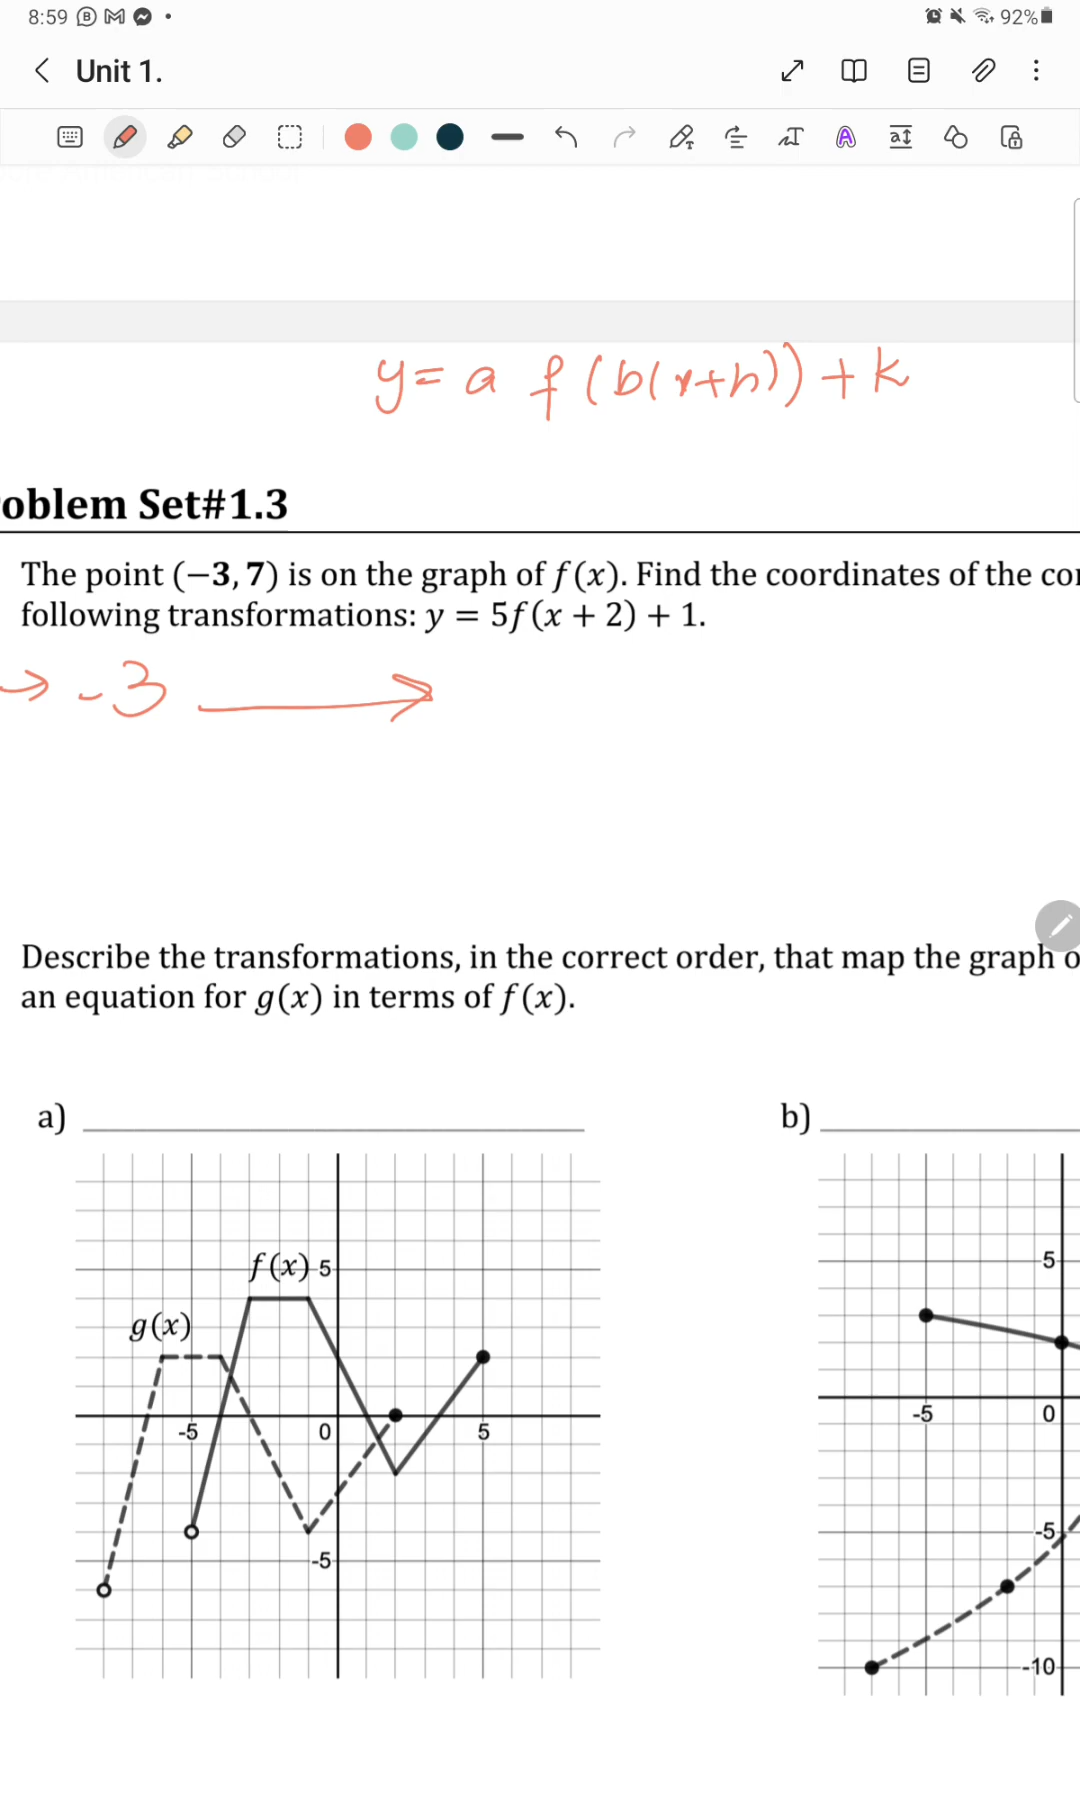 8:59
92%
Unit 1.
y = a f (b(x+h)) + k
oblem Set#1.3
The point (−3, 7) is on the graph of f(x). Find the coordinates of the
following transformations: y = 5f(x + 2) + 1.
→ -3 →
Describe the transformations, in the correct order, that map the graph
an equation for g(x) in terms of f(x).
a) b)
f(x) 5
g(x)
-5 0 5
-5
5
-5 0
-5
-10